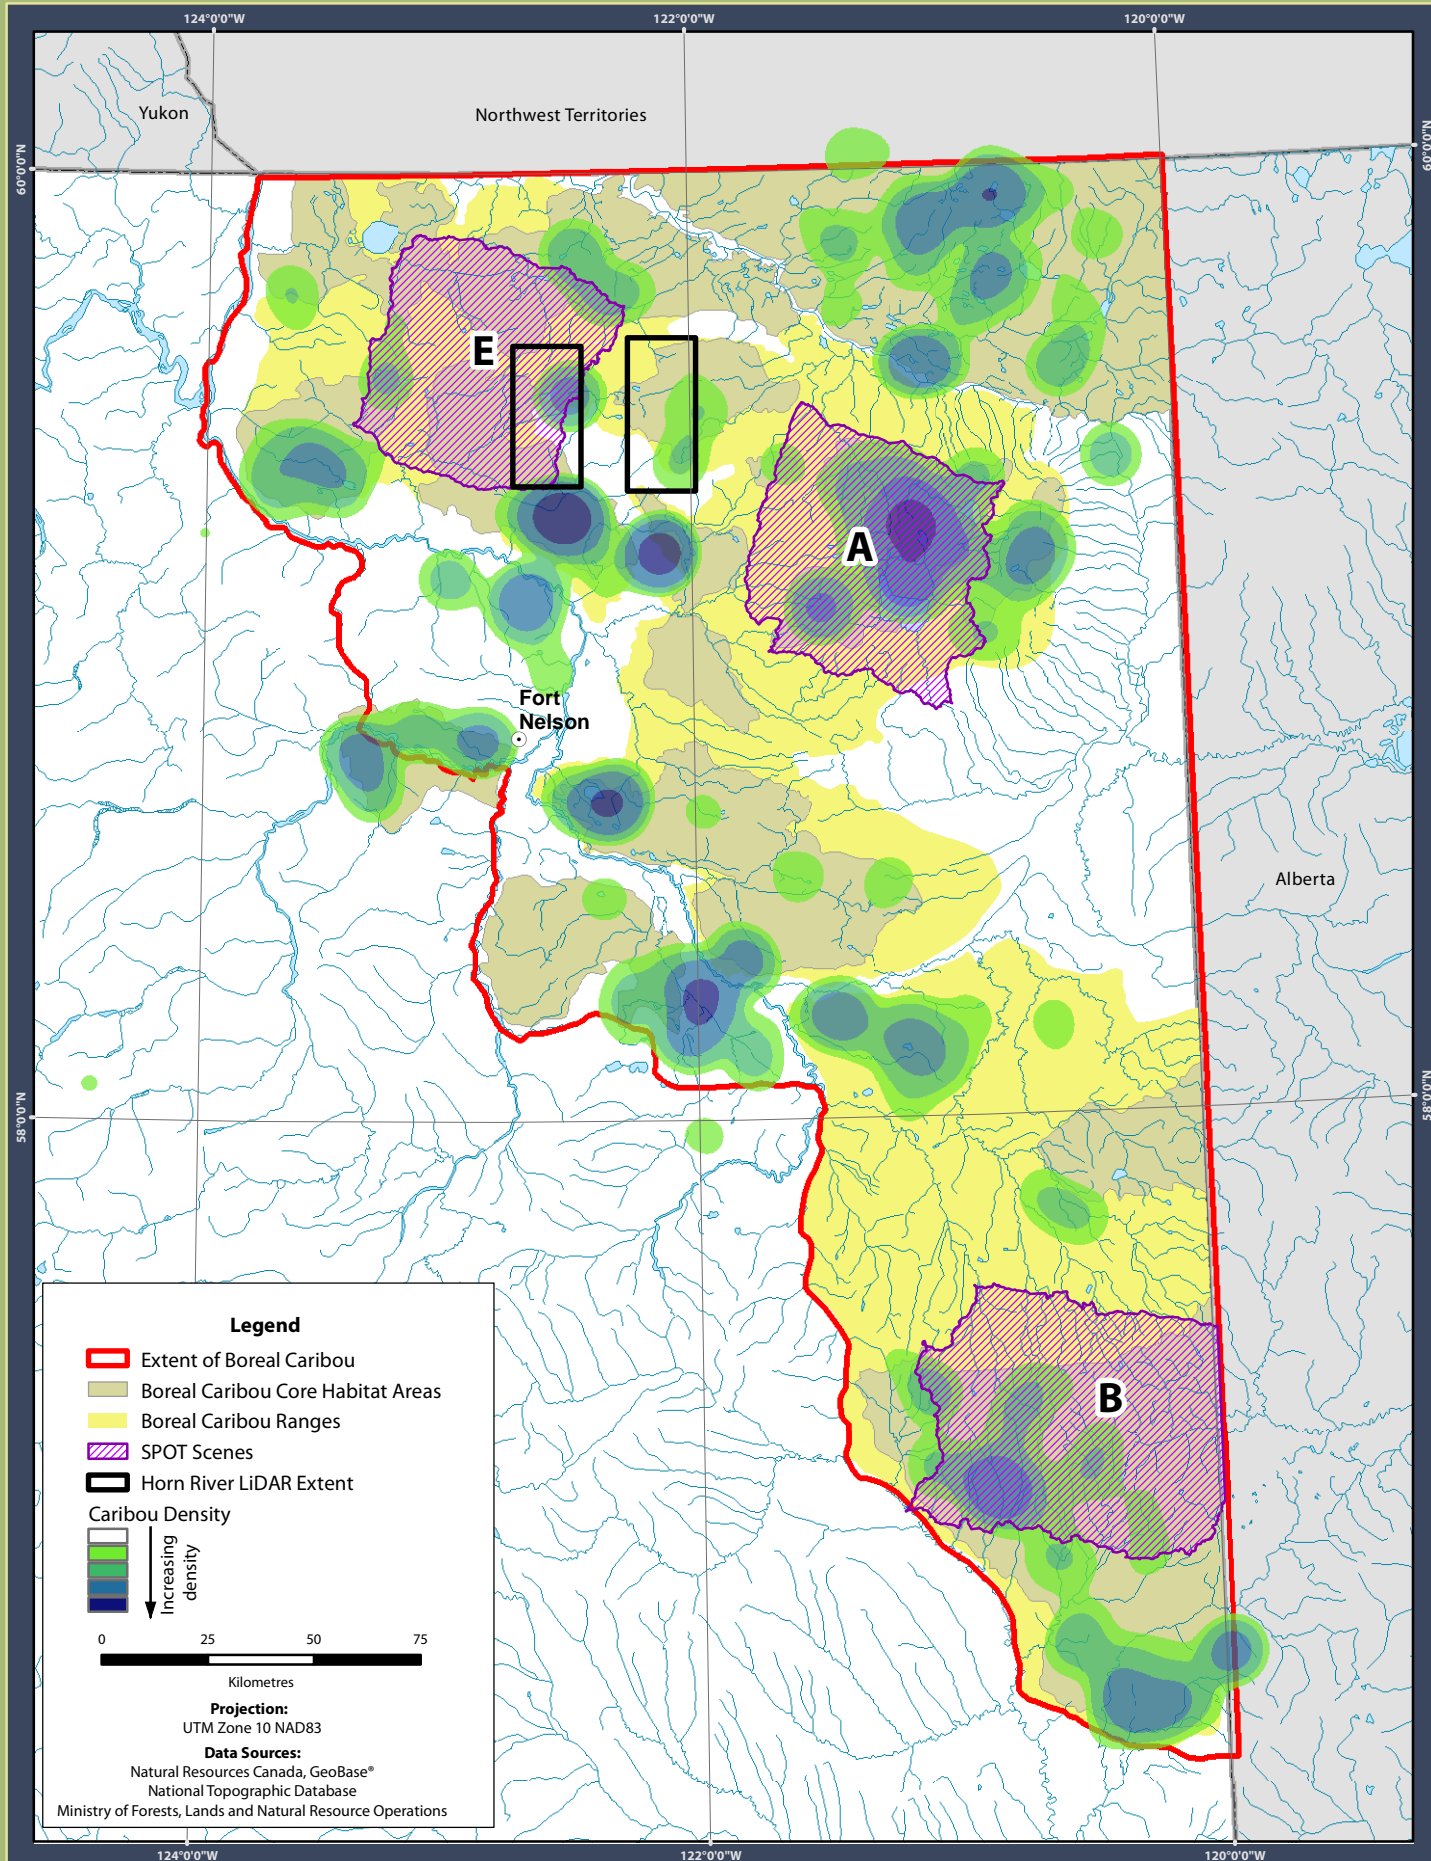 124°0'0"W
122°0'0"W
120°0'0"W
Yukon
Northwest Territories
60°0'0"N
60°0'0"N
E
A
Fort
Nelson
Alberta
58°0'0"N
58°0'0"N
B
Legend
Extent of Boreal Caribou
Boreal Caribou Core Habitat Areas
Boreal Caribou Ranges
SPOT Scenes
Horn River LiDAR Extent
Caribou Density
Increasing
density
0 25 50 75
Kilometres
Projection:
UTM Zone 10 NAD83
Data Sources:
Natural Resources Canada, GeoBase®
National Topographic Database
Ministry of Forests, Lands and Natural Resource Operations
124°0'0"W
122°0'0"W
120°0'0"W